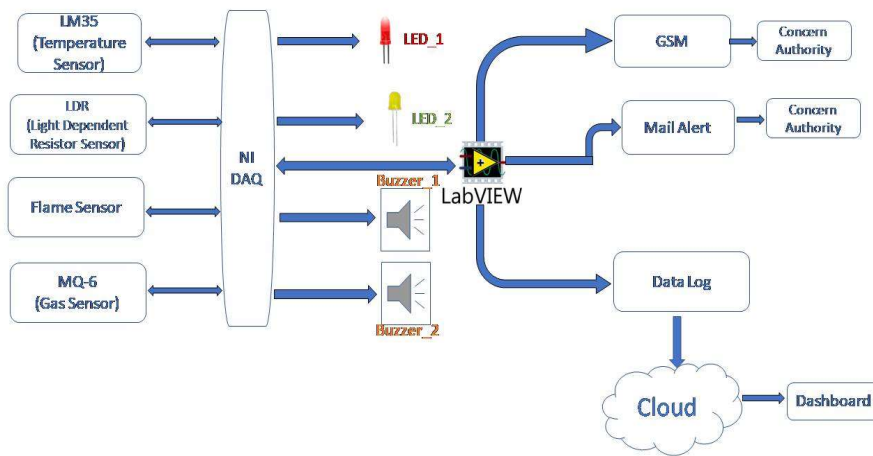 LM35
(Temperature
Sensor)
LDR
(Light Dependent
Resistor Sensor)
Flame Sensor
MQ-6
(Gas Sensor)
NI
DAQ
LED_1
LED_2
Buzzer_1
Buzzer_2
LabVIEW
GSM
Concern
Authority
Mail Alert
Concern
Authority
Data Log
Cloud
Dashboard